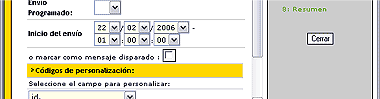 Envío
Programado:
Inicio del envío 22 / 02 / 2006 -
01 : 00 : 00
o marcar como mensaje disparado :
>Códigos de personalización:
Seleccione el campo para personalizar:
id.
8: Resumen
Cerrar